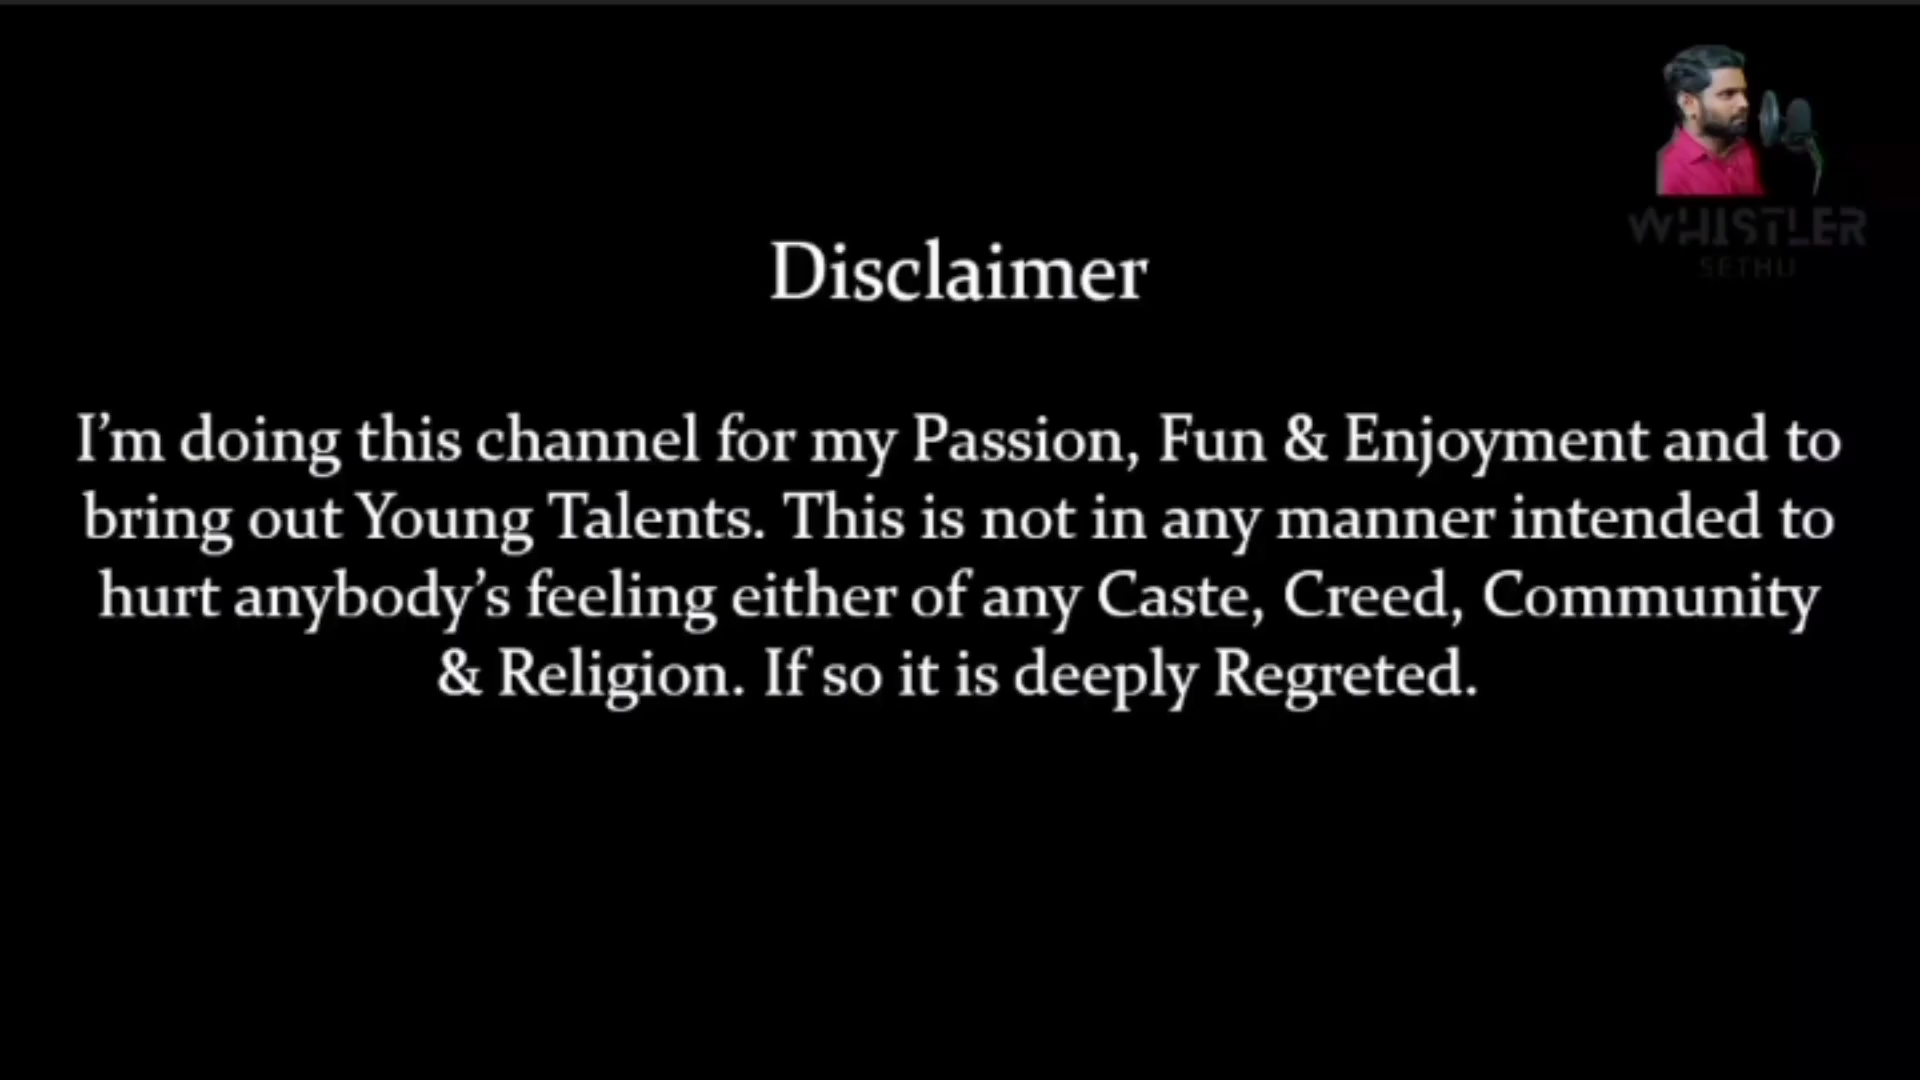 WHISTLER
SETHU
Disclaimer
I'm doing this channel for my Passion, Fun & Enjoyment and to
bring out Young Talents. This is not in any manner intended to
hurt anybody's feeling either of any Caste, Creed, Community
& Religion. If so it is deeply Regreted.